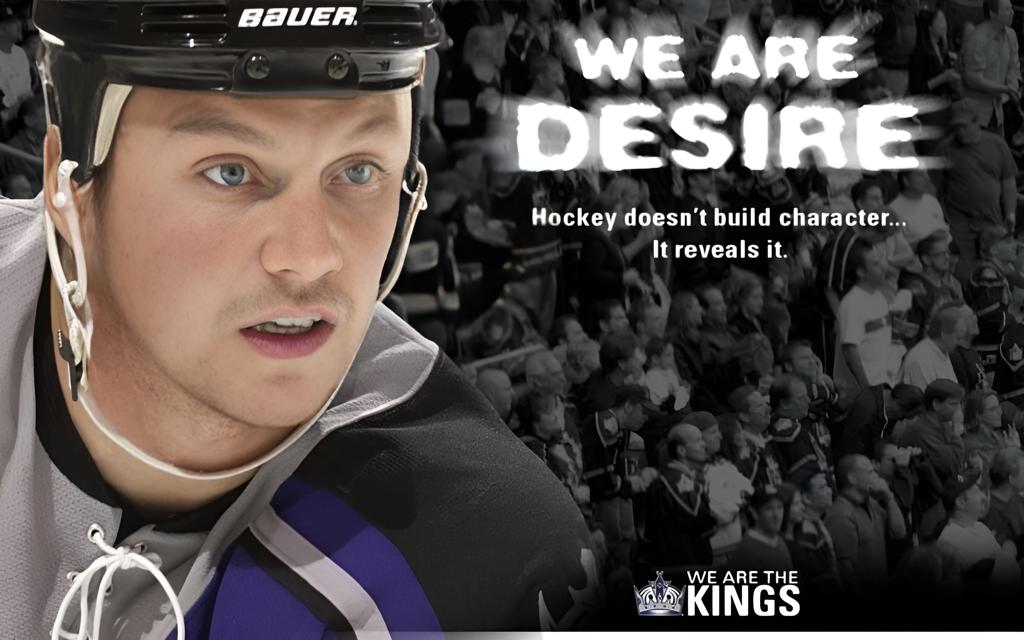 BAUER.
WE ARE
DESIRE
Hockey doesn't build character...
It reveals it.
WE ARE THE
KINGS